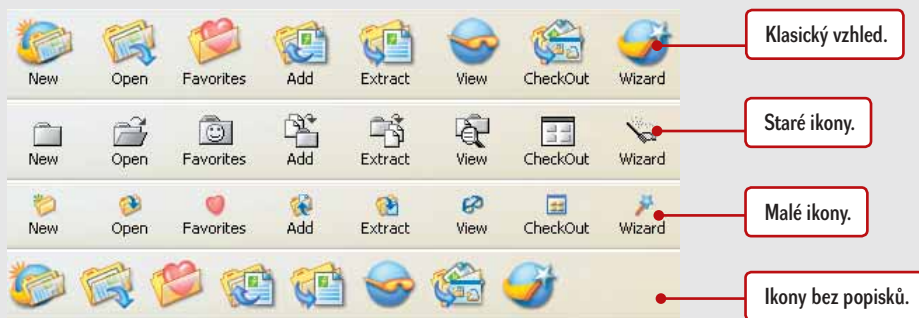 New Open Favorites Add Extract View CheckOut Wizard
Klasický vzhled.
New Open Favorites Add Extract View CheckOut Wizard
Staré ikony.
New Open Favorites Add Extract View CheckOut Wizard
Malé ikony.
Ikony bez popisků.